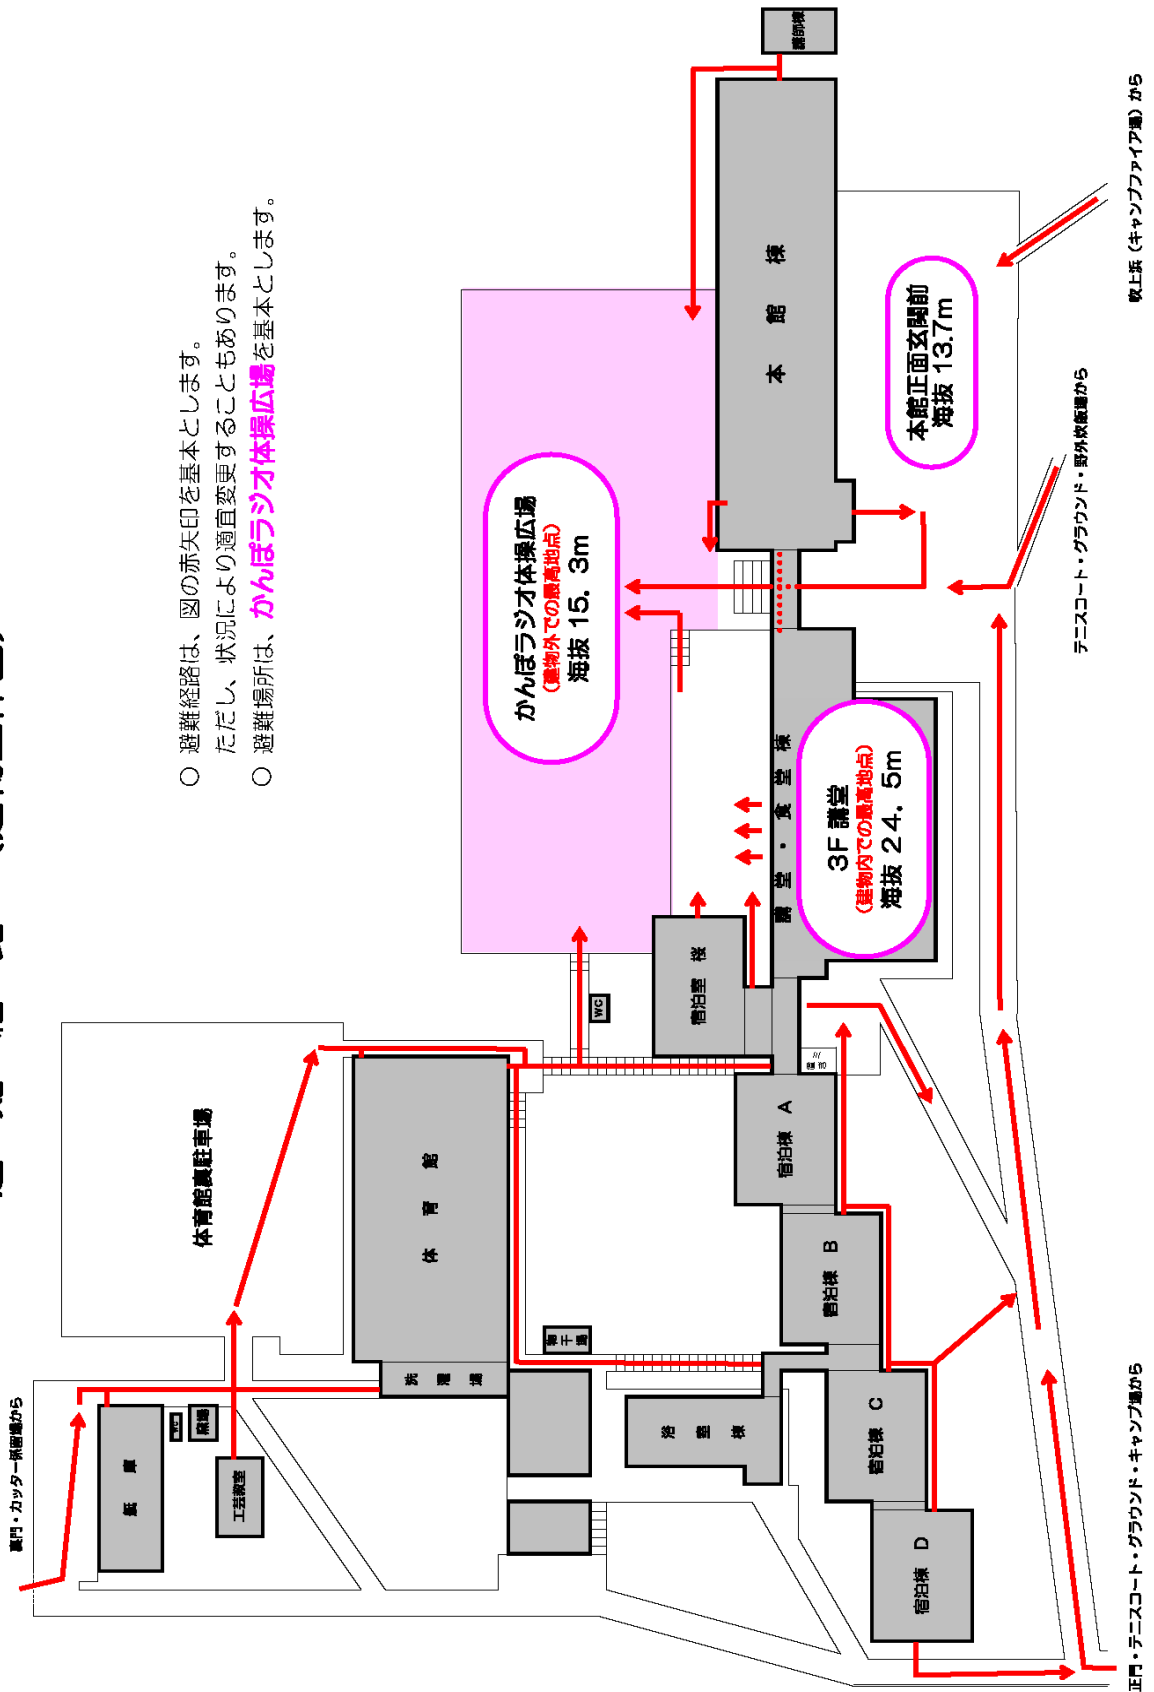 ○ 避難経路は、図の赤矢印を基本とします。
ただし、状況により適宜変更することもあります。
○ 避難場所は、かんぽラジオ体操広場を基本とします。
講師棟
本館棟
本館正面玄関前
海抜 13.7m
吹上浜（キャンプファイア場）から
かんぽラジオ体操広場
（建物外での最高地点）
海抜 15. 3m
テニスコート・グラウンド・野外炊飯場から
講堂・食堂棟
3F 講堂
（建物内での最高地点）
海抜 24. 5m
宿泊室 桜
WC
体育館裏駐車場
体育館
洗濯場
物干場
宿泊棟 A
宿泊棟 B
宿泊棟 C
宿泊棟 D
浴室棟
裏門・カッター係留場から
艇庫
WC
工芸教室
正門・テニスコート・グラウンド・キャンプ場から